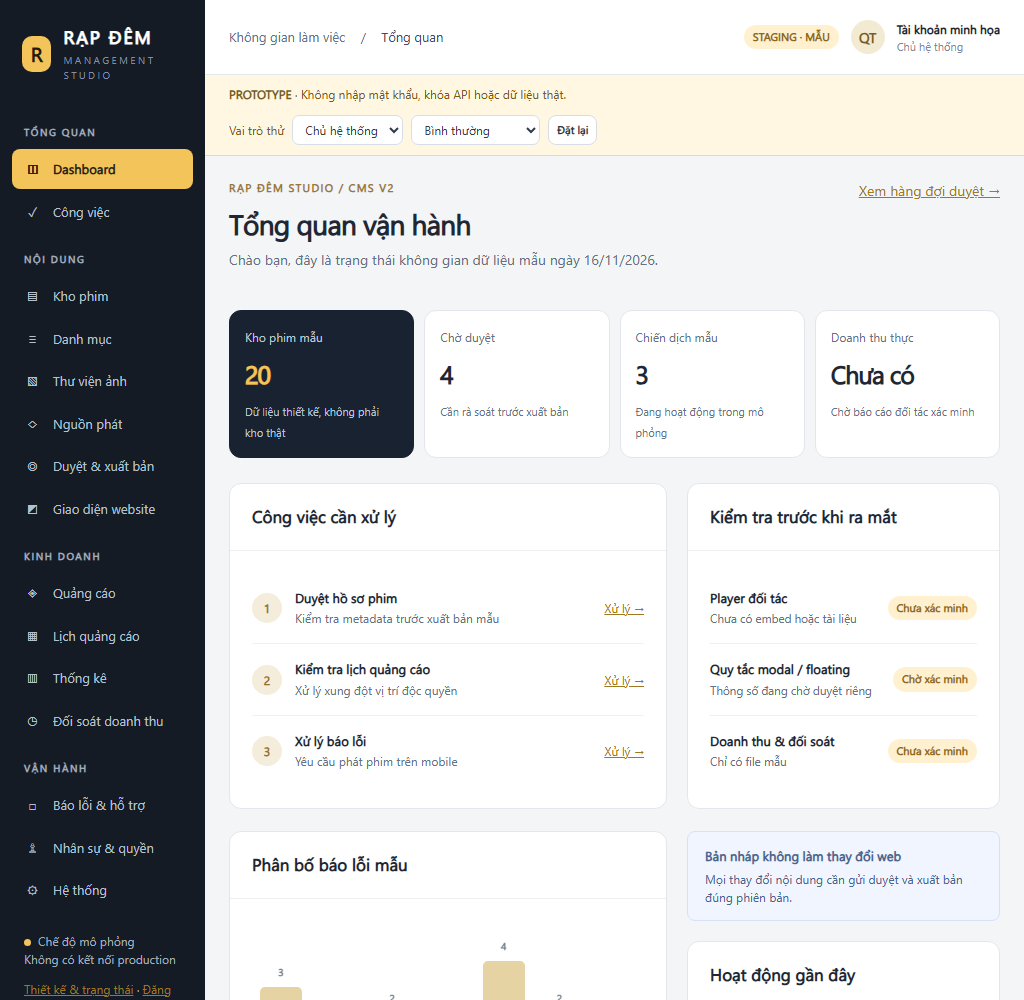 R
RẠP ĐÊM
MANAGEMENT
STUDIO
TỔNG QUAN
Dashboard
Công việc
NỘI DUNG
Kho phim
Danh mục
Thư viện ảnh
Nguồn phát
Duyệt & xuất bản
Giao diện website
KINH DOANH
Quảng cáo
Lịch quảng cáo
Thống kê
Đối soát doanh thu
VẬN HÀNH
Báo lỗi & hỗ trợ
Nhân sự & quyền
Hệ thống
Chế độ mô phỏng
Không có kết nối production
Thiết kế & trạng thái · Đăng
Không gian làm việc / Tổng quan
STAGING · MẪU
QT
Tài khoản minh họa
Chủ hệ thống
PROTOTYPE · Không nhập mật khẩu, khóa API hoặc dữ liệu thật.
Vai trò thử Chủ hệ thống Bình thường Đặt lại
RẠP ĐÊM STUDIO / CMS V2
Xem hàng đợi duyệt →
Tổng quan vận hành
Chào bạn, đây là trạng thái không gian dữ liệu mẫu ngày 16/11/2026.
Kho phim mẫu
20
Dữ liệu thiết kế, không phải
kho thật
Chờ duyệt
4
Cần rà soát trước xuất bản
Chiến dịch mẫu
3
Đang hoạt động trong mô
phỏng
Doanh thu thực
Chưa có
Chờ báo cáo đối tác xác minh
Công việc cần xử lý
1
Duyệt hồ sơ phim
Kiểm tra metadata trước xuất bản mẫu
Xử lý →
2
Kiểm tra lịch quảng cáo
Xử lý xung đột vị trí độc quyền
Xử lý →
3
Xử lý báo lỗi
Yêu cầu phát phim trên mobile
Xử lý →
Kiểm tra trước khi ra mắt
Player đối tác
Chưa có embed hoặc tài liệu
Chưa xác minh
Quy tắc modal / floating
Thông số đang chờ duyệt riêng
Chờ xác minh
Doanh thu & đối soát
Chỉ có file mẫu
Chưa xác minh
Phân bố báo lỗi mẫu
3
2
4
2
Bản nháp không làm thay đổi web
Mọi thay đổi nội dung cần gửi duyệt và xuất bản
đúng phiên bản.
Hoạt động gần đây